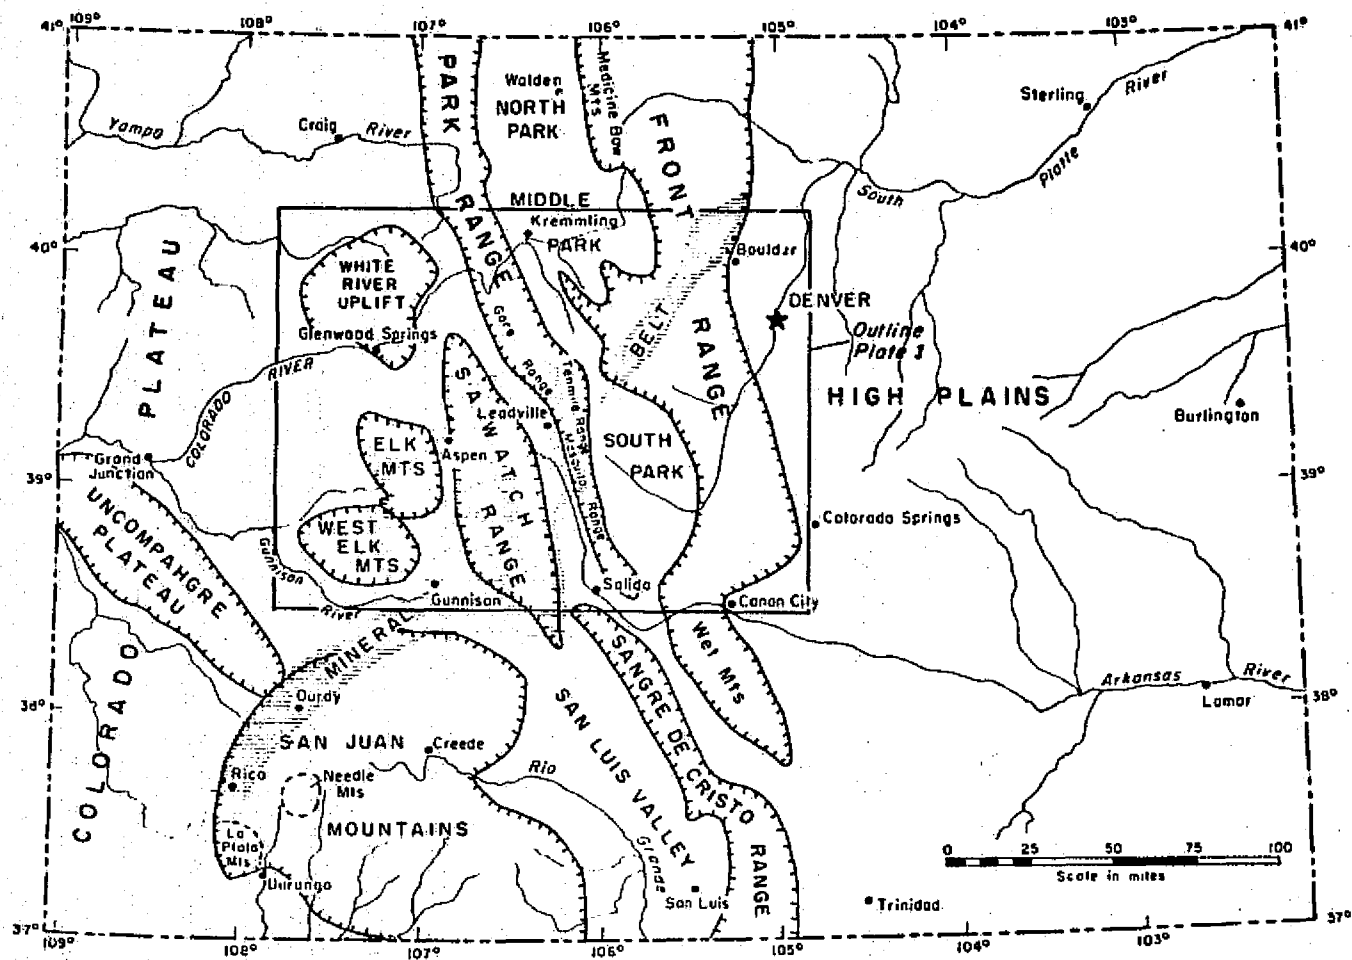 41° 109° 108° 107° 106° 105° 104° 103° 41°
PARK
RANGE
Walden
NORTH
PARK
Medicine Bow
Mts
FRONT
RANGE
Sterling
River
Platte
South
Yampa
River
Craig
MIDDLE
Kremmling
PARK
40°
40°
PLATEAU
WHITE
RIVER
UPLIFT
Boulder
DENVER
Glenwood Springs
Gore
Range
BELT
Outline
Plate 1
COLORADO RIVER
SAWATCH
RANGE
Tenmile Range
Mosquito Range
HIGH PLAINS
Burlington
Leadville
ELK
MTS
Aspen
SOUTH
PARK
Grand
Junction
39°
39°
UNCOMPAHGRE
PLATEAU
WEST
ELK
MTS
Colorado Springs
Gunnison
River
Gunnison
Salida
Canon City
MINERAL
Wet Mts
SANGRE DE CRISTO
RANGE
Arkansas River
Lamar
38°
38°
COLORADO
Ouray
SAN JUAN
Creede
SAN LUIS VALLEY
Rico
Needle
Mts
Rio
Grande
MOUNTAINS
La
Plata
Mts
Durango
San Luis
Trinidad
0 25 50 75 100
Scale in miles
37°
37°
109° 108° 107° 106° 105° 104° 103°